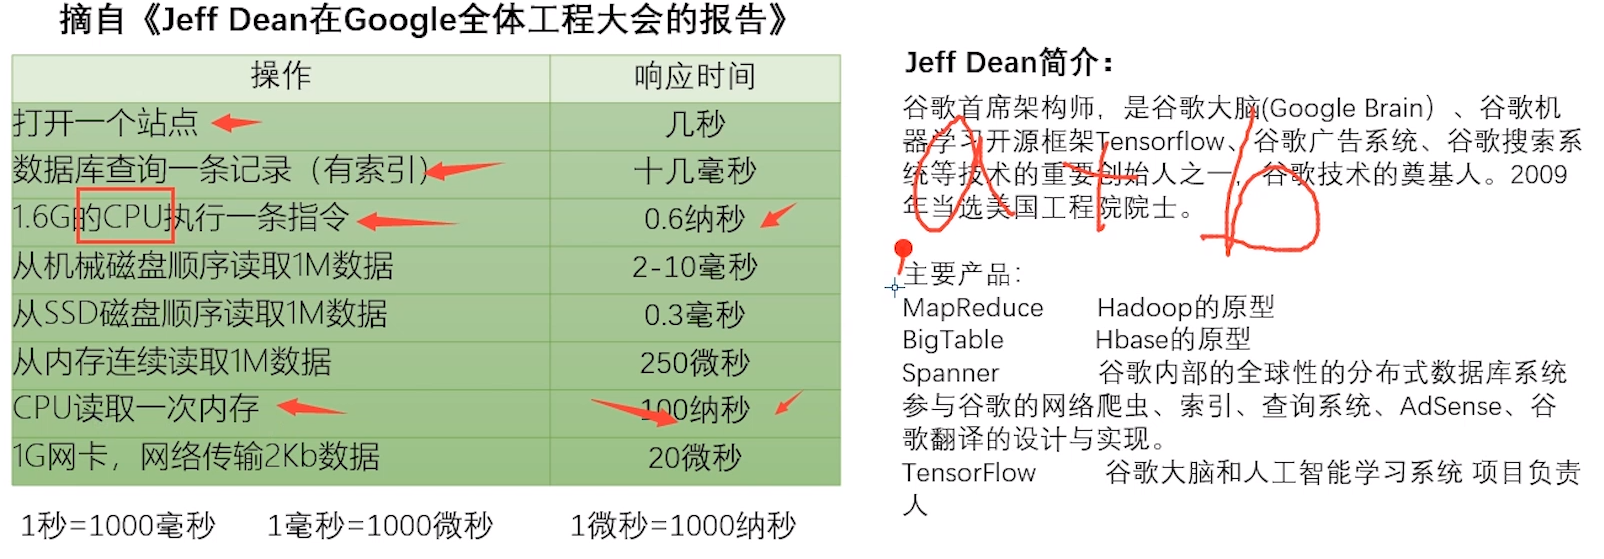 摘自《Jeff Dean在Google全体工程大会的报告》
操作 响应时间
打开一个站点 几秒
数据库查询一条记录（有索引） 十几毫秒
1.6G的CPU执行一条指令 0.6纳秒
从机械磁盘顺序读取1M数据 2-10毫秒
从SSD磁盘顺序读取1M数据 0.3毫秒
从内存连续读取1M数据 250微秒
CPU读取一次内存 100纳秒
1G网卡，网络传输2Kb数据 20微秒
1秒=1000毫秒 1毫秒=1000微秒 1微秒=1000纳秒
Jeff Dean简介：
谷歌首席架构师，是谷歌大脑(Google Brain）、谷歌机
器学习开源框架Tensorflow、谷歌广告系统、谷歌搜索系
统等技术的重要创始人之一，谷歌技术的奠基人。2009
年当选美国工程院院士。
a+b
主要产品：
MapReduce Hadoop的原型
BigTable Hbase的原型
Spanner 谷歌内部的全球性的分布式数据库系统
参与谷歌的网络爬虫、索引、查询系统、AdSense、谷
歌翻译的设计与实现。
TensorFlow 谷歌大脑和人工智能学习系统 项目负责
人